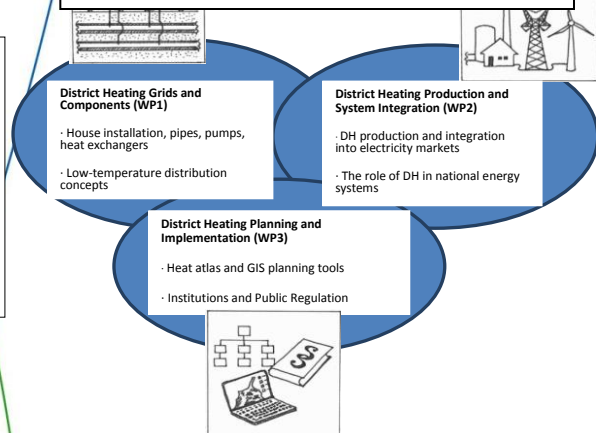 District Heating Grids and
Components (WP1)
· House installation, pipes, pumps,
heat exchangers
· Low-temperature distribution
concepts
District Heating Production and
System Integration (WP2)
· DH production and integration
into electricity markets
· The role of DH in national energy
systems
District Heating Planning and
Implementation (WP3)
· Heat atlas and GIS planning tools
· Institutions and Public Regulation